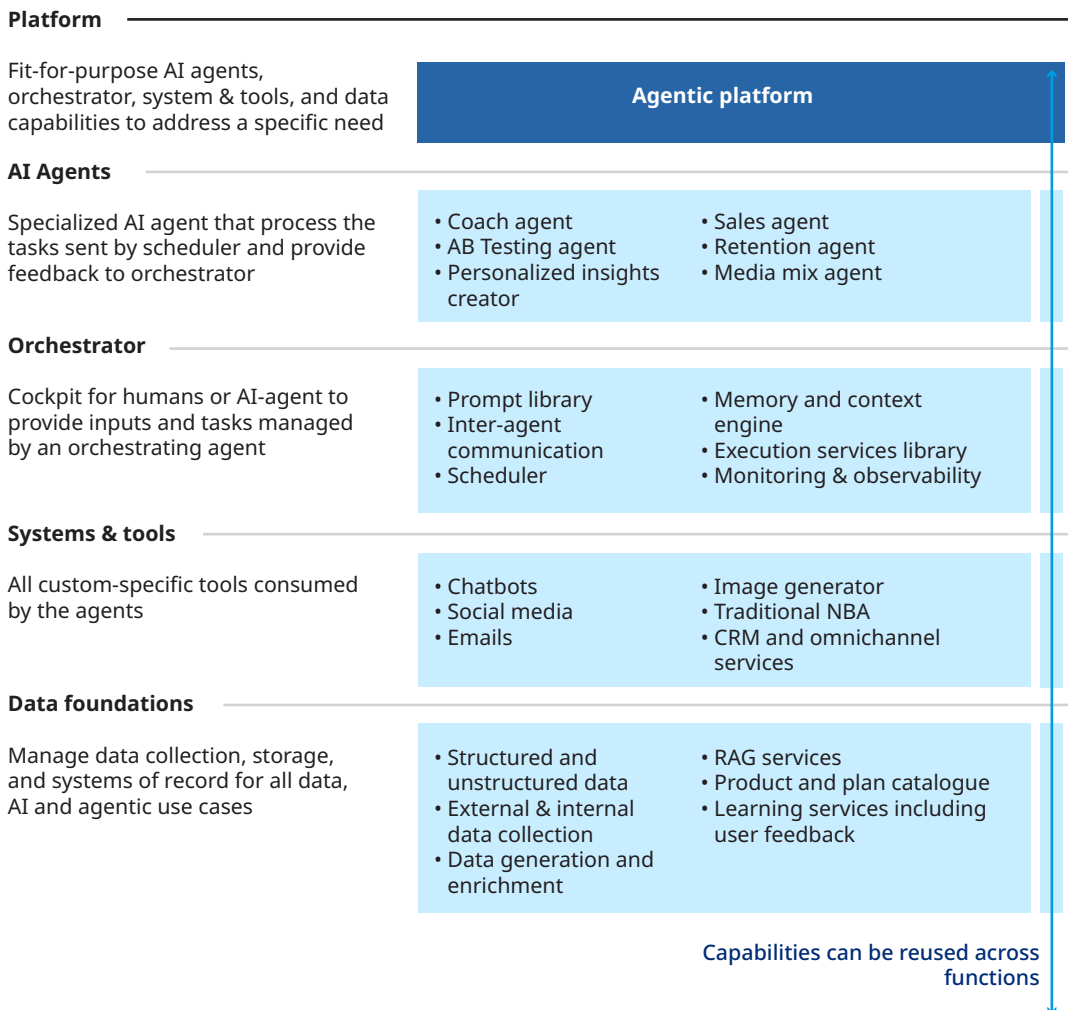 Platform
Fit-for-purpose AI agents,
orchestrator, system & tools, and data
capabilities to address a specific need
Agentic platform
AI Agents
Specialized AI agent that process the
tasks sent by scheduler and provide
feedback to orchestrator
• Coach agent
• AB Testing agent
• Personalized insights
creator
• Sales agent
• Retention agent
• Media mix agent
Orchestrator
Cockpit for humans or AI-agent to
provide inputs and tasks managed
by an orchestrating agent
• Prompt library
• Inter-agent
communication
• Scheduler
• Memory and context
engine
• Execution services library
• Monitoring & observability
Systems & tools
All custom-specific tools consumed
by the agents
• Chatbots
• Social media
• Emails
• Image generator
• Traditional NBA
• CRM and omnichannel
services
Data foundations
Manage data collection, storage,
and systems of record for all data,
AI and agentic use cases
• Structured and
unstructured data
• External & internal
data collection
• Data generation and
enrichment
• RAG services
• Product and plan catalogue
• Learning services including
user feedback
Capabilities can be reused across
functions